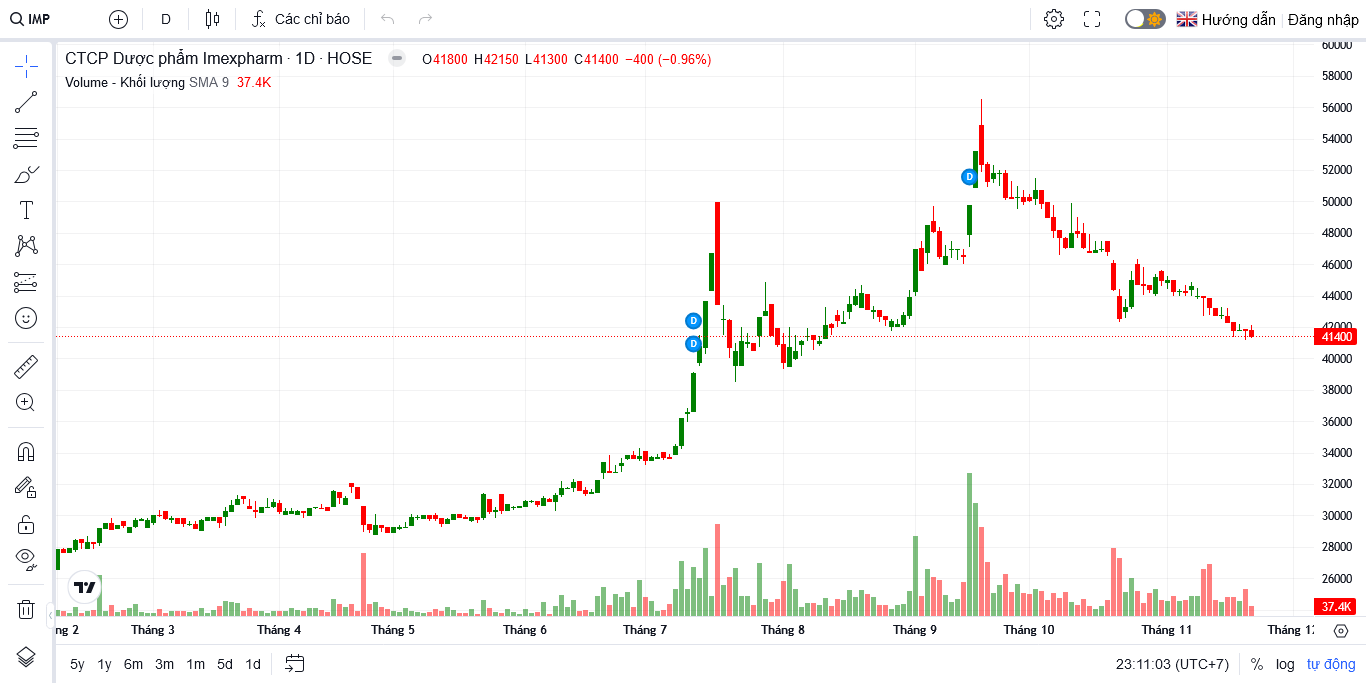 IMP D Các chỉ báo Hướng dẫn Đăng nhập
CTCP Dược phẩm Imexpharm · 1D · HOSE O41800 H42150 L41300 C41400 −400 (−0.96%)
Volume - Khối lượng SMA 9 37.4K
60000
58000
56000
54000
52000
50000
48000
46000
44000
42000
41400
40000
38000
36000
34000
32000
30000
28000
26000
37.4K
D
D
D
ng 2 Tháng 3 Tháng 4 Tháng 5 Tháng 6 Tháng 7 Tháng 8 Tháng 9 Tháng 10 Tháng 11 Tháng 1
5y 1y 6m 3m 1m 5d 1d 23:11:03 (UTC+7) % log tự động